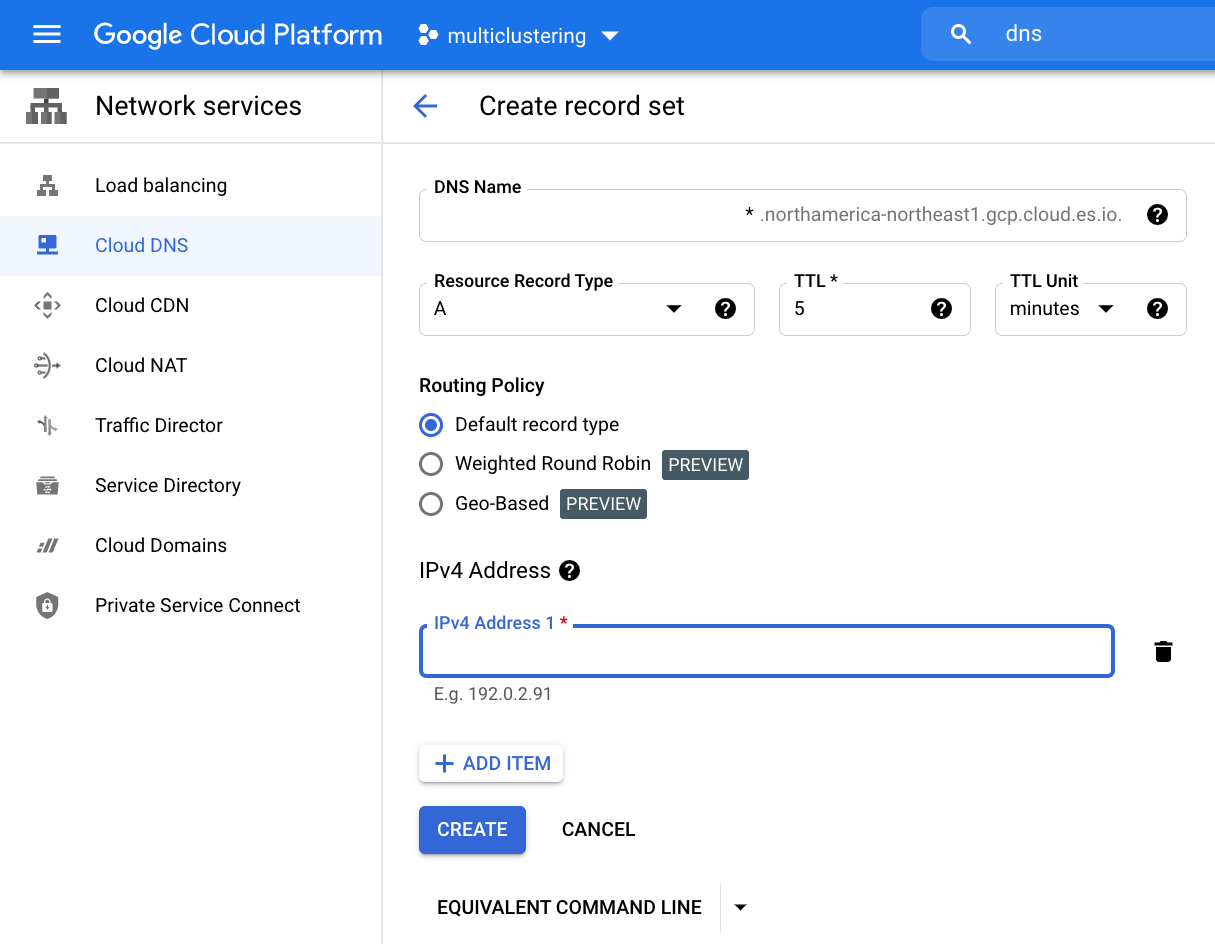 Google Cloud Platform multiclustering dns
Network services
Create record set
Load balancing
Cloud DNS
Cloud CDN
Cloud NAT
Traffic Director
Service Directory
Cloud Domains
Private Service Connect
DNS Name
* .northamerica-northeast1.gcp.cloud.es.io.
Resource Record Type TTL * TTL Unit
A 5 minutes
Routing Policy
Default record type
Weighted Round Robin PREVIEW
Geo-Based PREVIEW
IPv4 Address
IPv4 Address 1 *
E.g. 192.0.2.91
ADD ITEM
CREATE CANCEL
EQUIVALENT COMMAND LINE